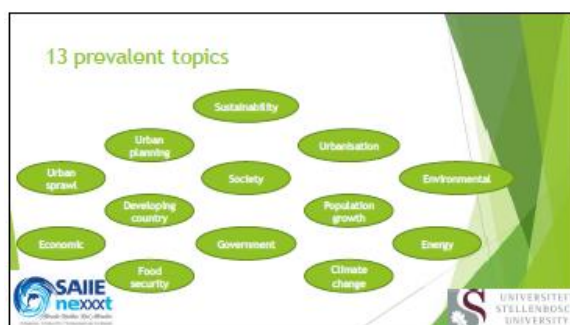 13 prevalent topics
Sustainability
Urban
planning
Urbanisation
Urban
sprawl
Society
Environmental
Developing
country
Population
growth
Economic
Government
Energy
Food
security
Climate
change
SAIIE
nexxxt
UNIVERSITEIT
STELLENBOSCH
UNIVERSITY